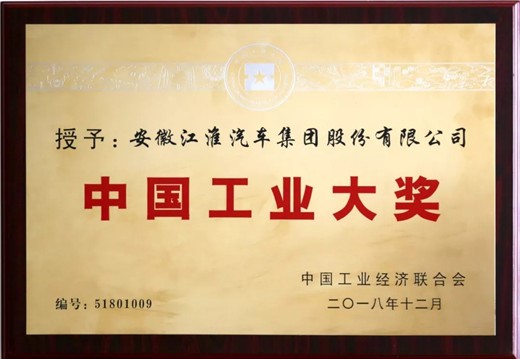 授予：安徽江淮汽车集团股份有限公司
中国工业大奖
中国工业经济联合会
编号：51801009
二〇一八年十二月